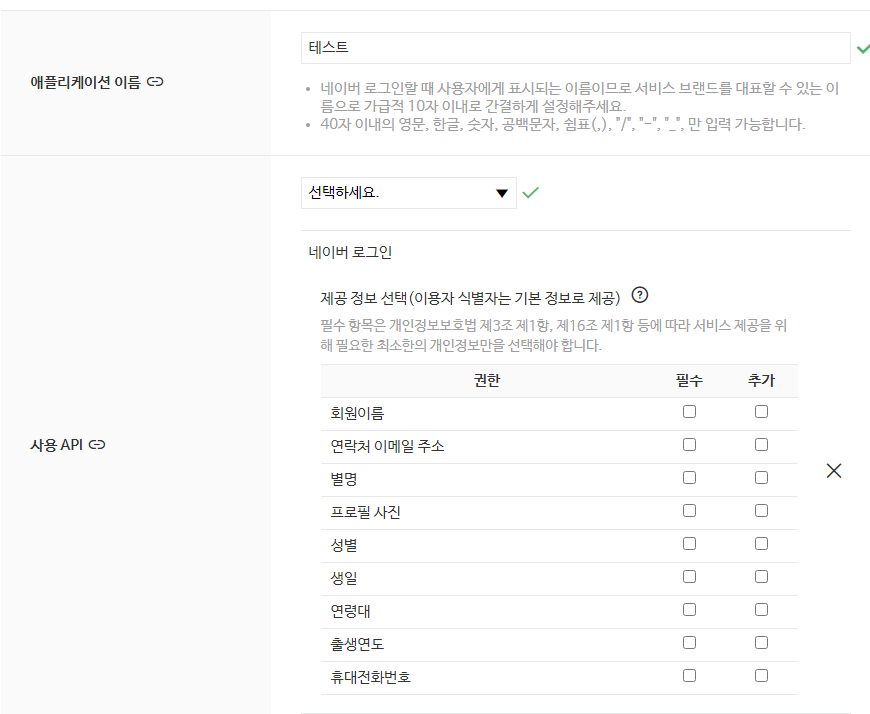 애플리케이션 이름
테스트
• 네이버 로그인할 때 사용자에게 표시되는 이름이므로 서비스 브랜드를 대표할 수 있는 이
름으로 가급적 10자 이내로 간결하게 설정해주세요.
• 40자 이내의 영문, 한글, 숫자, 공백문자, 쉼표(,), "/", "-", "_", 만 입력 가능합니다.
사용 API
선택하세요.
네이버 로그인
제공 정보 선택(이용자 식별자는 기본 정보로 제공) ?
필수 항목은 개인정보보호법 제3조 제1항, 제16조 제1항 등에 따라 서비스 제공을 위
해 필요한 최소한의 개인정보만을 선택해야 합니다.
권한 필수 추가
회원이름
연락처 이메일 주소
별명
프로필 사진
성별
생일
연령대
출생연도
휴대전화번호